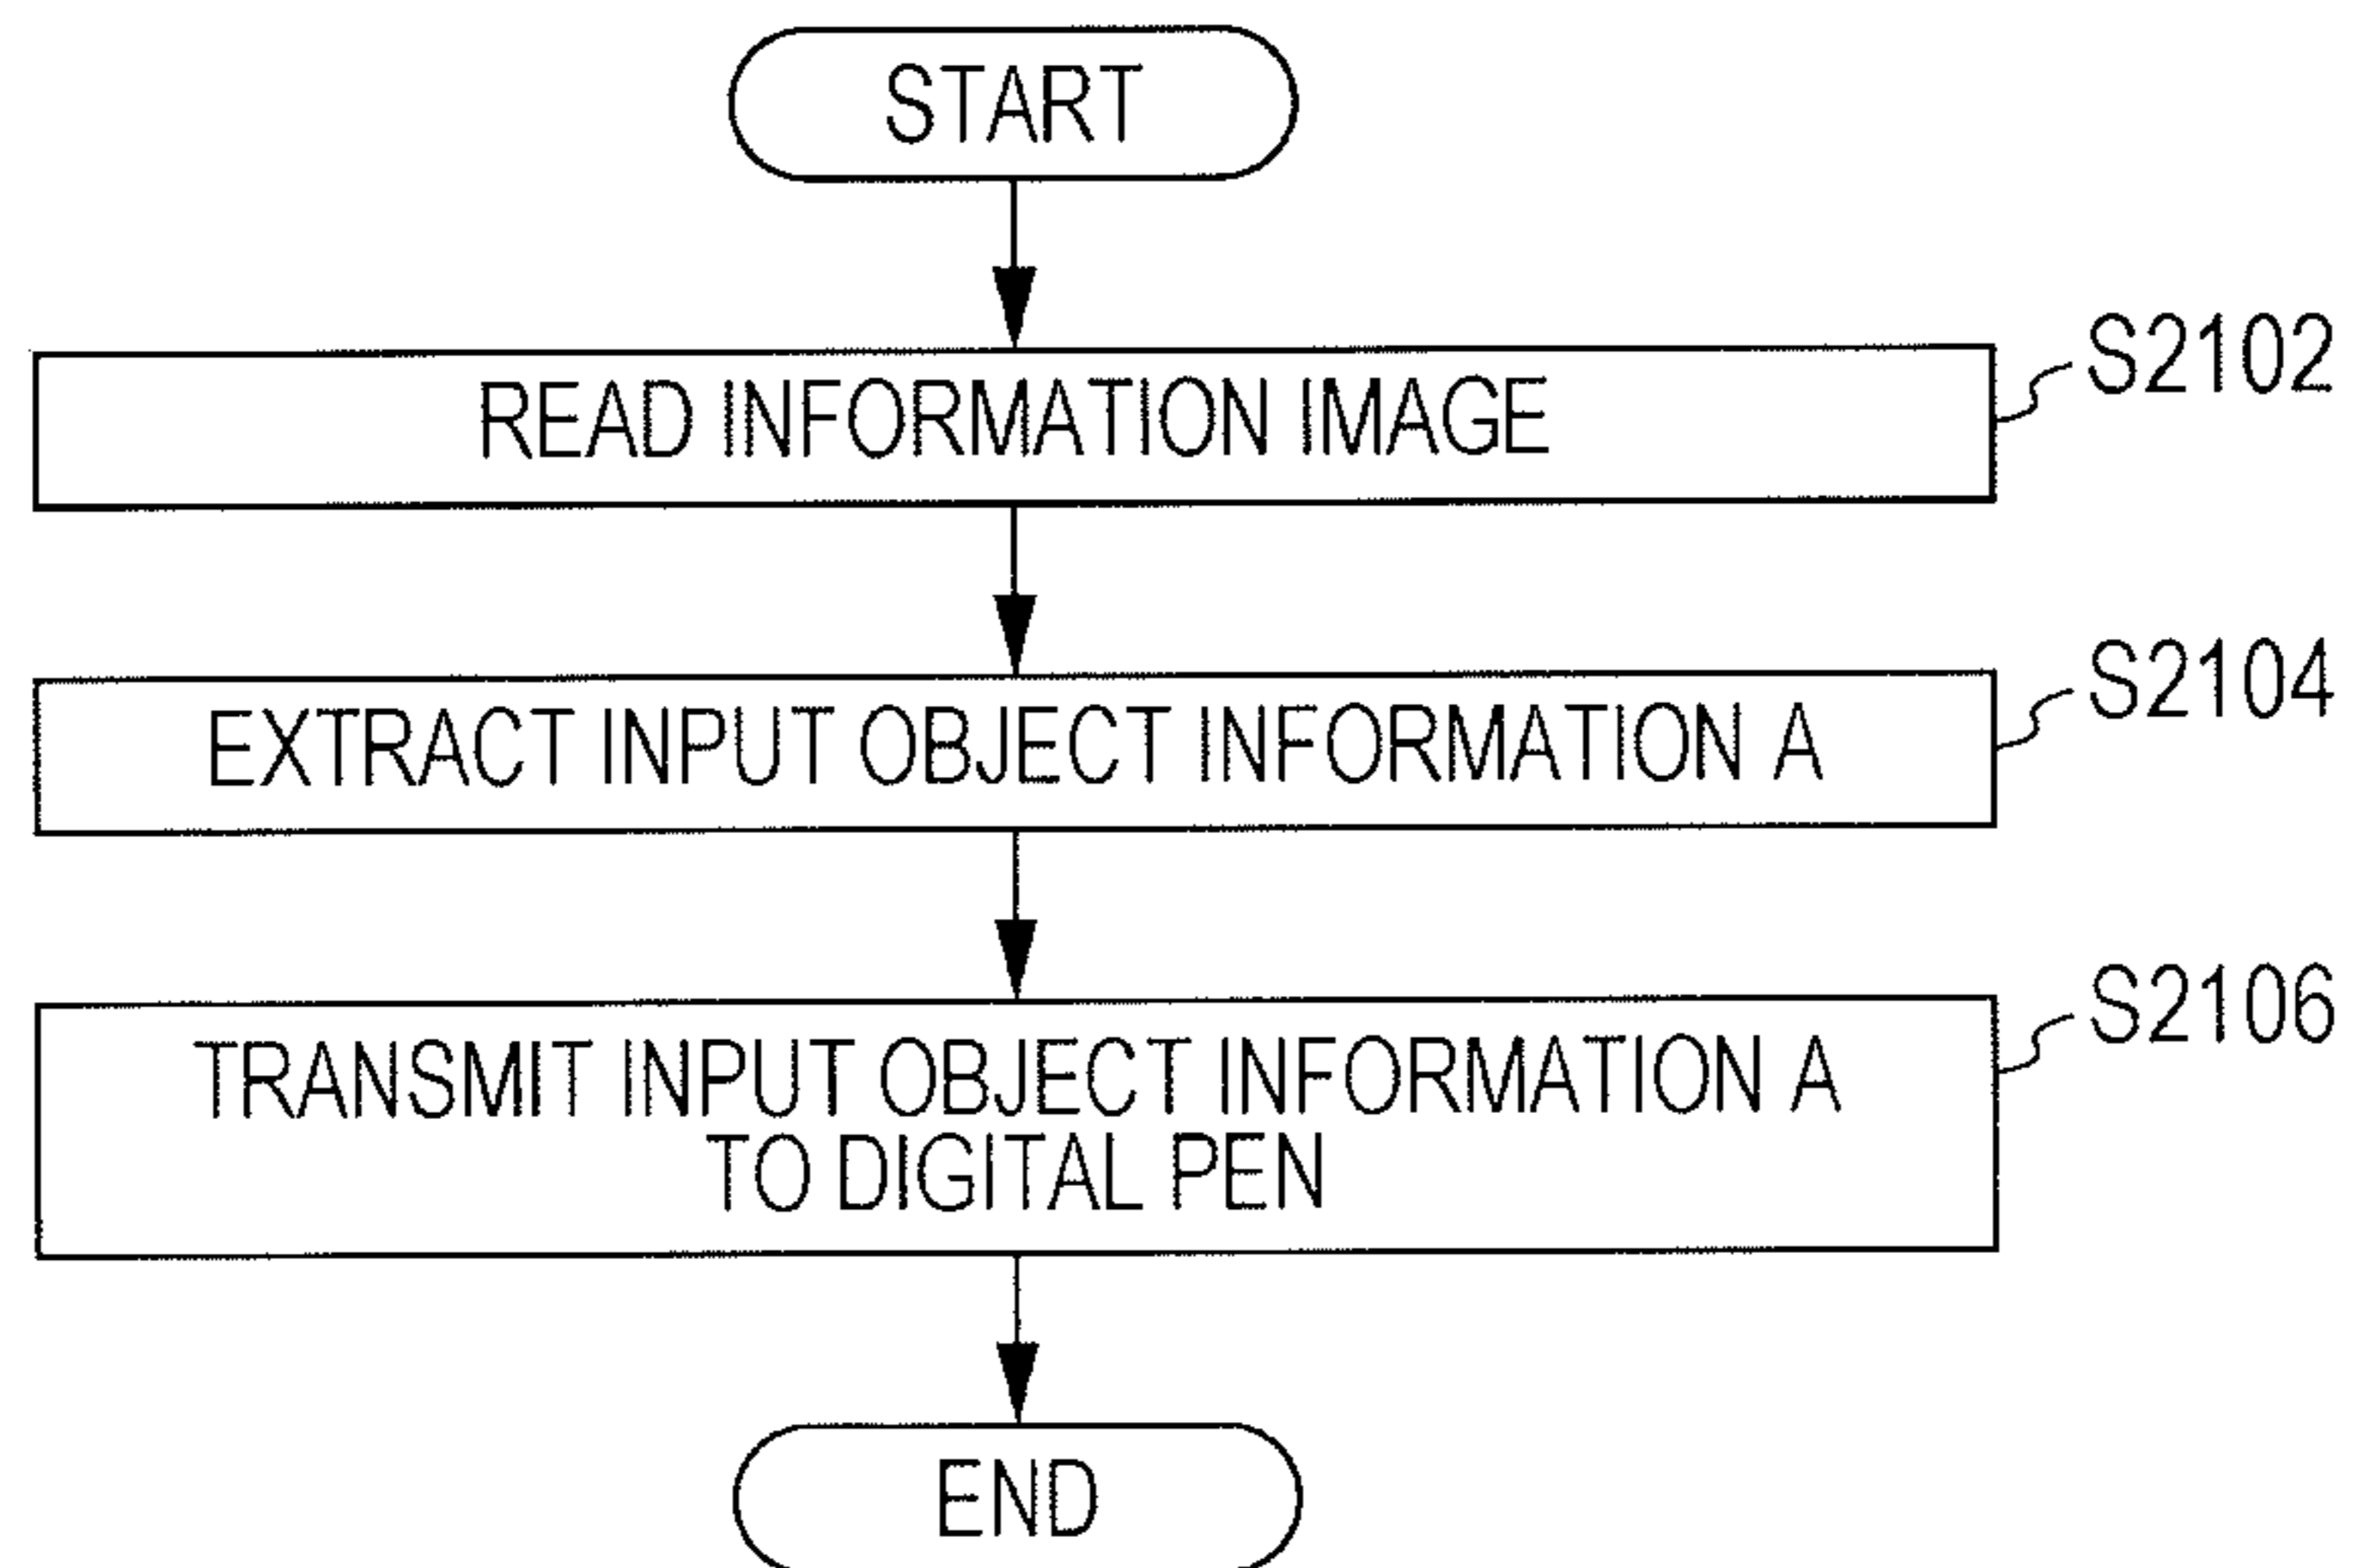 START
READ INFORMATION IMAGE
S2102
EXTRACT INPUT OBJECT INFORMATION A
S2104
TRANSMIT INPUT OBJECT INFORMATION A
TO DIGITAL PEN
S2106
END